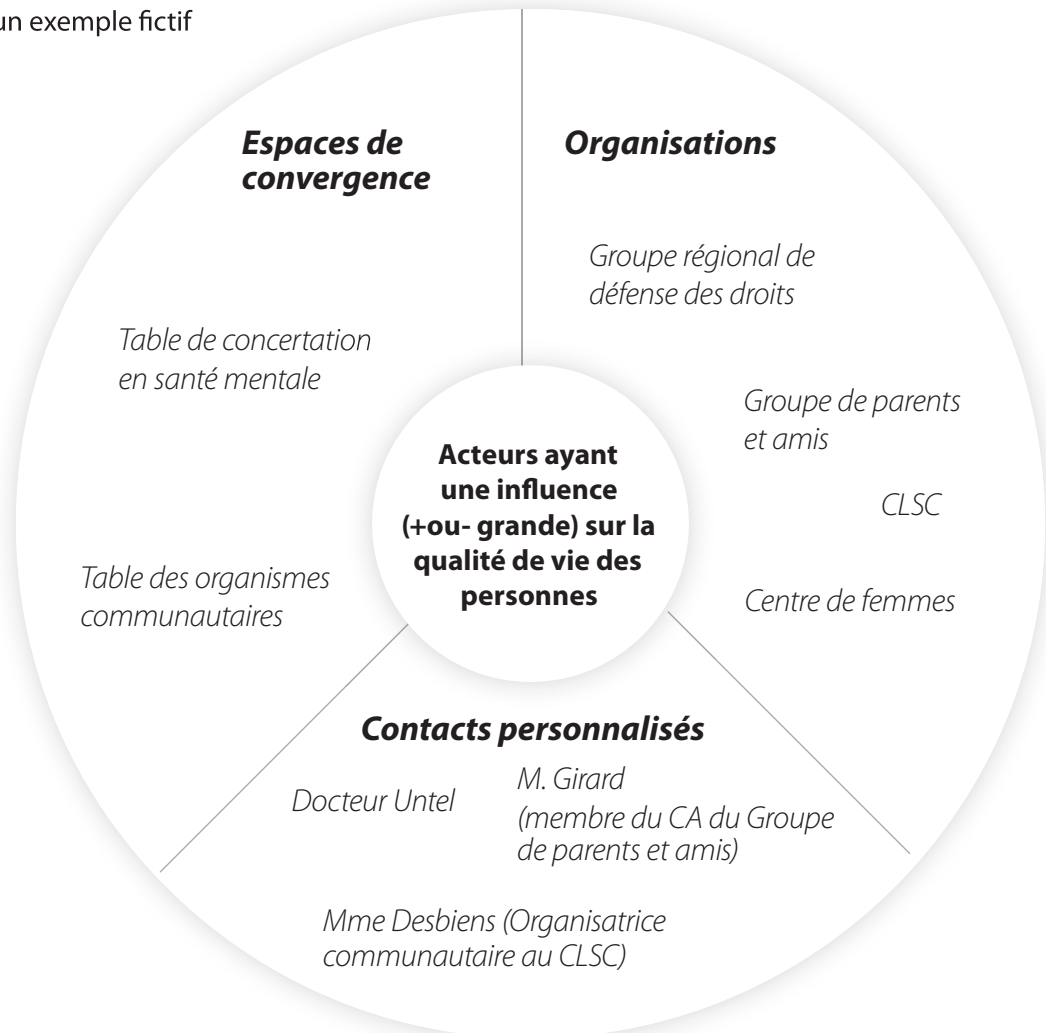 un exemple fictif
Espaces de
convergence
Table de concertation
en santé mentale
Table des organismes
communautaires
Organisations
Groupe régional de
défense des droits
Groupe de parents
et amis
CLSC
Centre de femmes
Acteurs ayant
une influence
(+ou- grande) sur la
qualité de vie des
personnes
Contacts personnalisés
Docteur Untel
M. Girard
(membre du CA du Groupe
de parents et amis)
Mme Desbiens (Organisatrice
communautaire au CLSC)